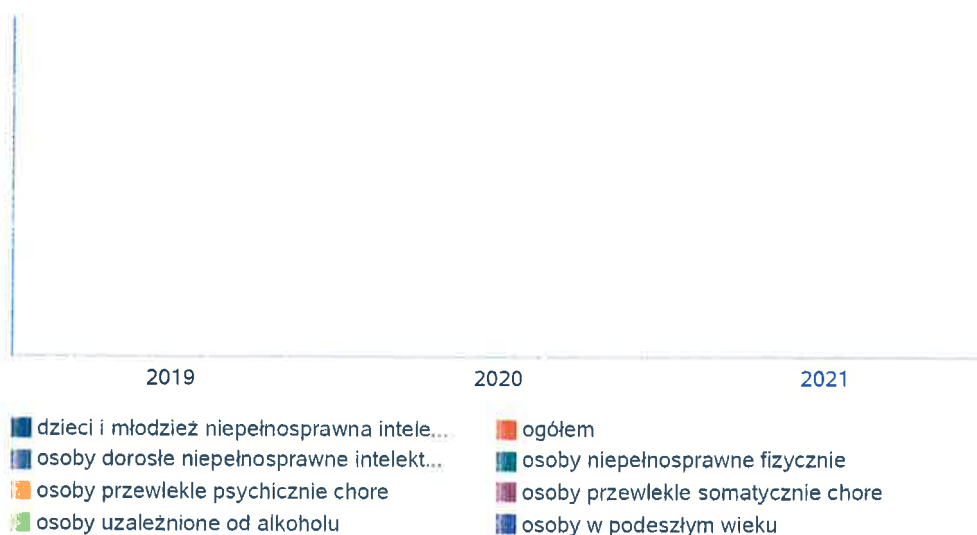 2019 2020 2021
dzieci i młodzież niepełnosprawna intele... ogółem
osoby dorosłe niepełnosprawne intelekt... osoby niepełnosprawne fizycznie
osoby przewlekle psychicznie chore osoby przewlekle somatycznie chore
osoby uzależnione od alkoholu osoby w podeszłym wieku